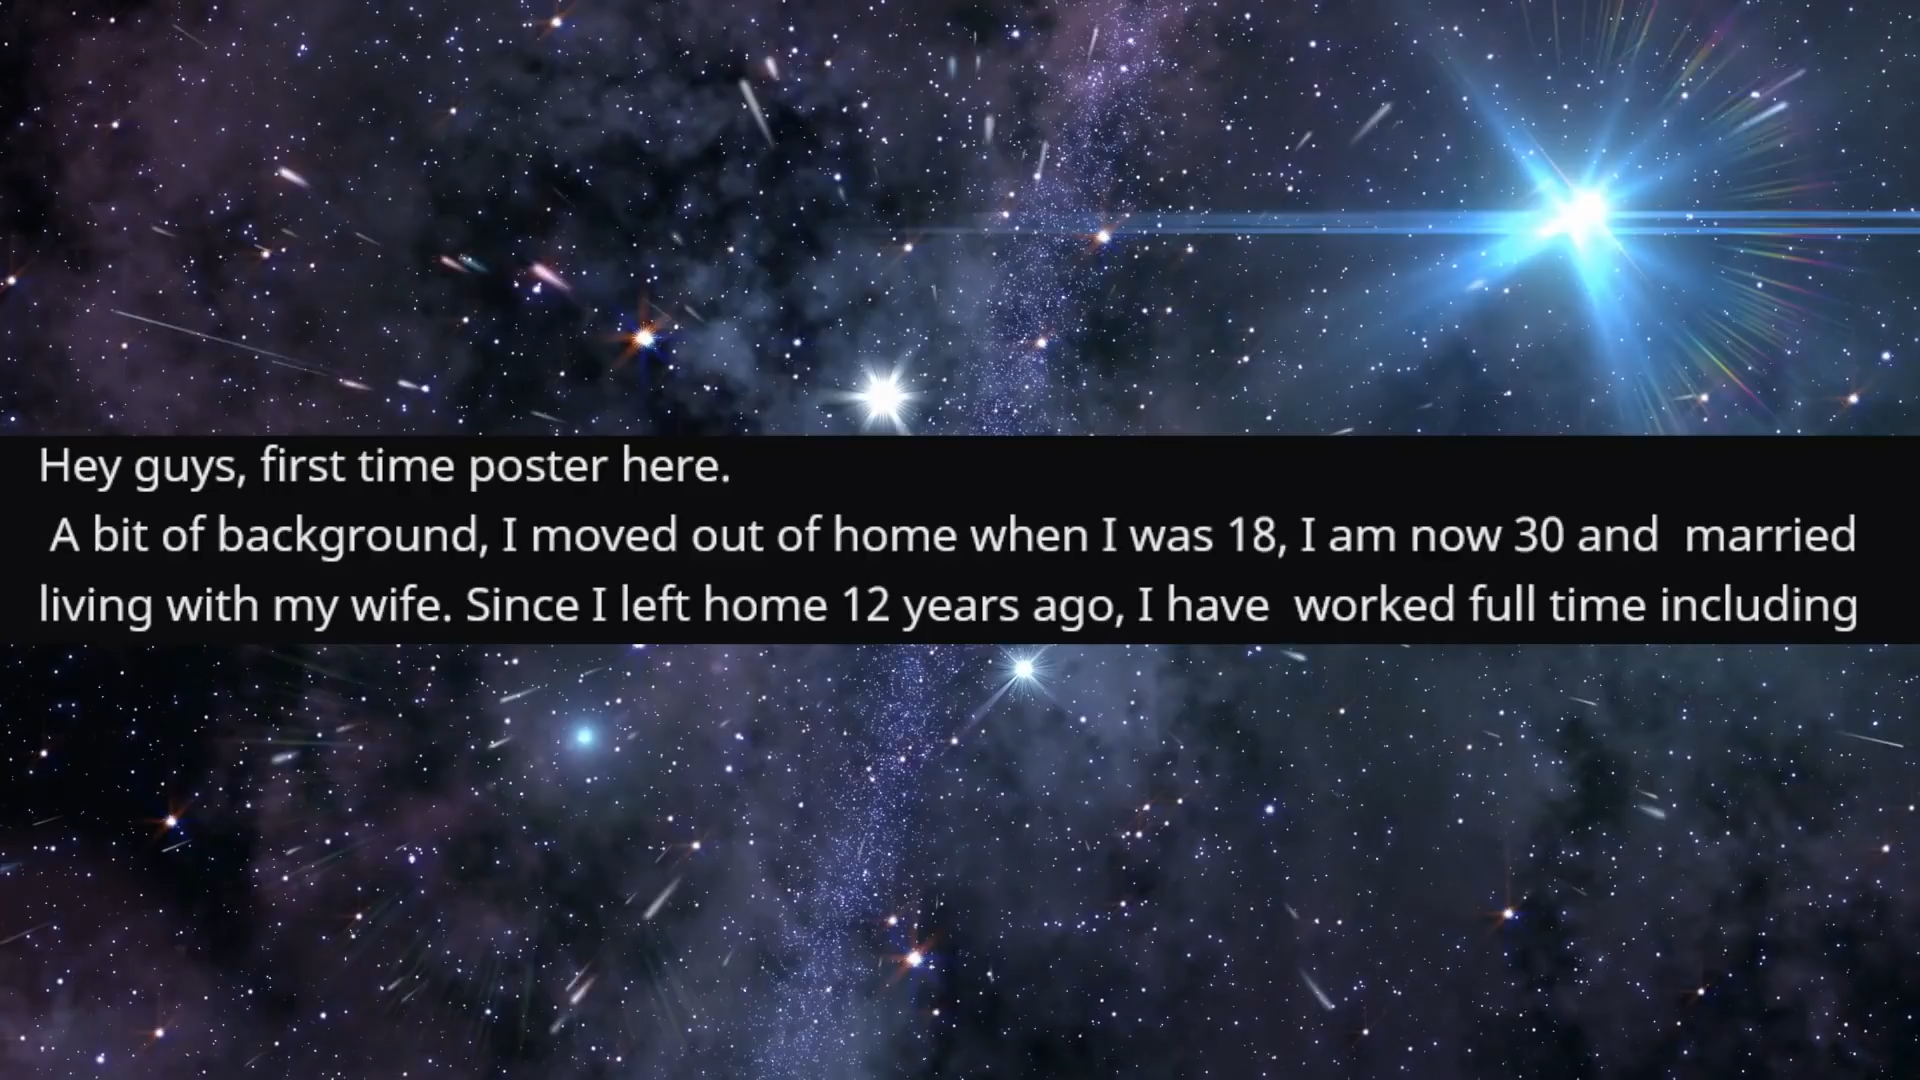 Hey guys, first time poster here.
A bit of background, I moved out of home when I was 18, I am now 30 and  married
living with my wife. Since I left home 12 years ago, I have  worked full time including